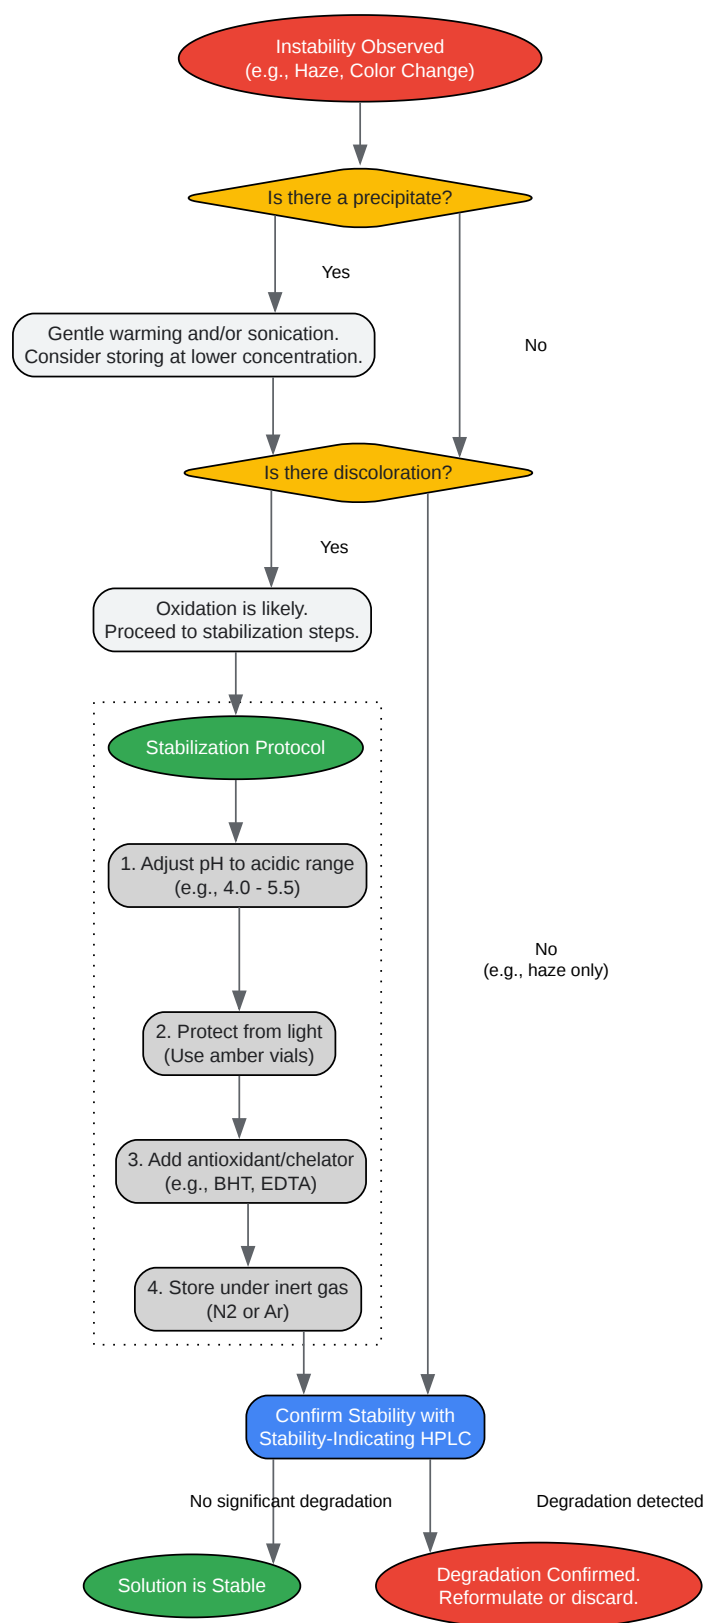 Instability Observed
(e.g., Haze, Color Change)
Is there a precipitate?
Yes
Gentle warming and/or sonication.
Consider storing at lower concentration.
No
Is there discoloration?
Yes
Oxidation is likely.
Proceed to stabilization steps.
Stabilization Protocol
1. Adjust pH to acidic range
(e.g., 4.0 - 5.5)
No
(e.g., haze only)
2. Protect from light
(Use amber vials)
3. Add antioxidant/chelator
(e.g., BHT, EDTA)
4. Store under inert gas
(N2 or Ar)
Confirm Stability with
Stability-Indicating HPLC
No significant degradation
Degradation detected
Solution is Stable
Degradation Confirmed.
Reformulate or discard.